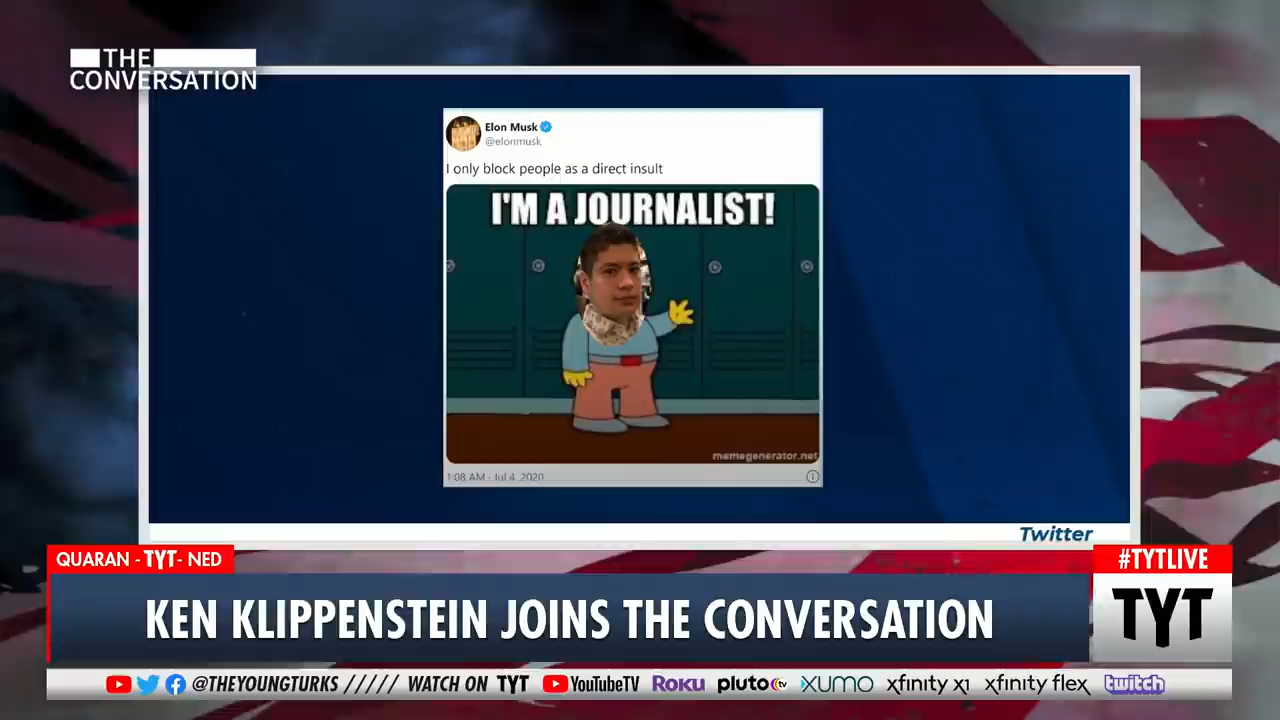 THE
CONVERSATION
Elon Musk
@elonmusk
I only block people as a direct insult
I'M A JOURNALIST!
memegenerator.net
1:08 AM · Jul 4, 2020
Twitter
QUARAN - TYT - NED
#TYTLIVE
KEN KLIPPENSTEIN JOINS THE CONVERSATION
TYT
@THEYOUNGTURKS ///// WATCH ON TYT YouTubeTV ROKU pluto tv XUMO xfinity x1 xfinity flex twitch